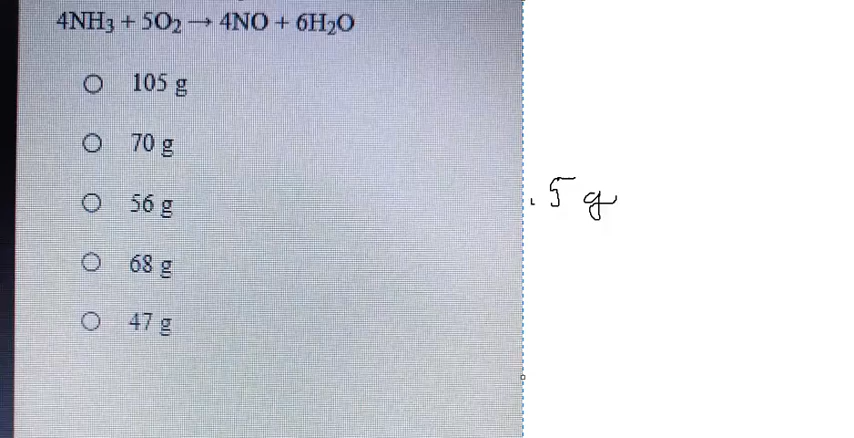 4NH₃ + 5O₂ → 4NO + 6H₂O
105 g
70 g
56 g
.5 g
68 g
47 g